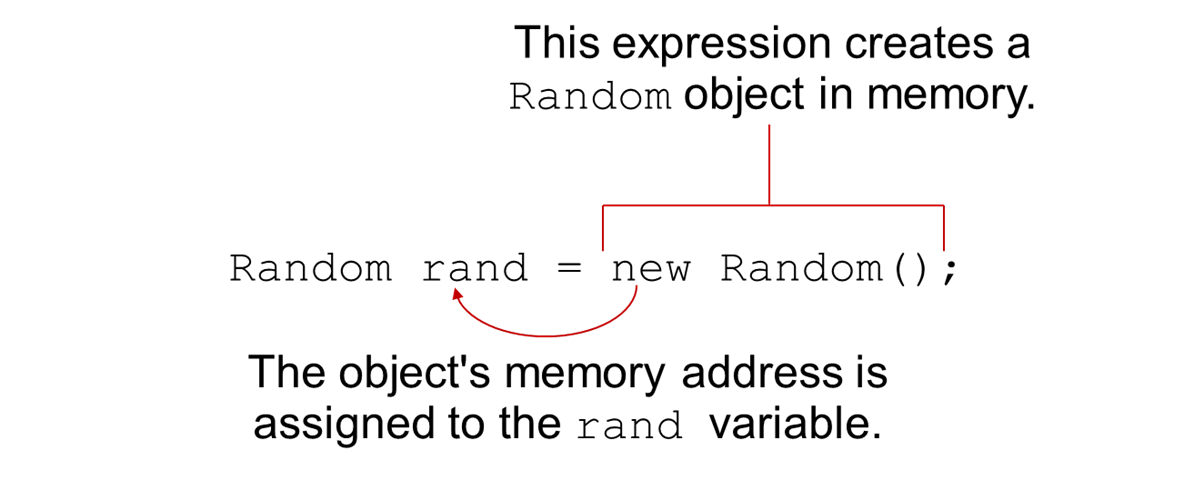 This expression creates a
Random object in memory.
Random rand = new Random();
The object's memory address is
assigned to the rand variable.